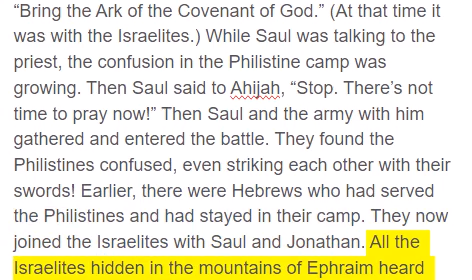 “Bring the Ark of the Covenant of God.” (At that time it
was with the Israelites.) While Saul was talking to the
priest, the confusion in the Philistine camp was
growing. Then Saul said to Ahijah, “Stop. There’s not
time to pray now!” Then Saul and the army with him
gathered and entered the battle. They found the
Philistines confused, even striking each other with their
swords! Earlier, there were Hebrews who had served
the Philistines and had stayed in their camp. They now
joined the Israelites with Saul and Jonathan. All the
Israelites hidden in the mountains of Ephraim heard